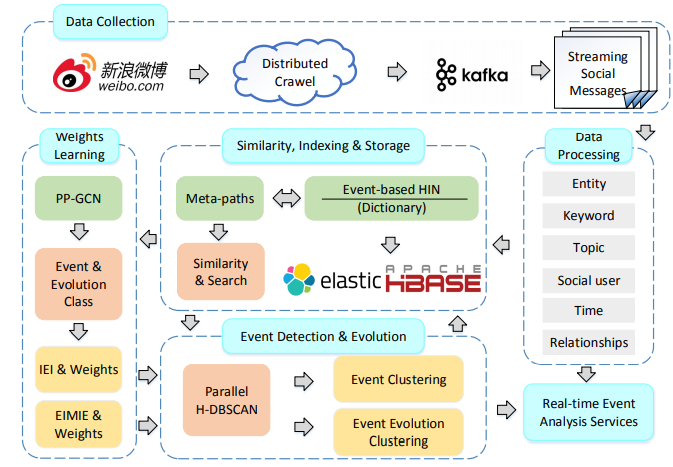 Data Collection
新浪微博
weibo.com
Distributed
Crawel
kafka
Streaming
Social
Messages
Weights
Learning
PP-GCN
Event &
Evolution
Class
IEI & Weights
EIMIE &
Weights
Similarity, Indexing & Storage
Meta-paths
Event-based HIN
(Dictionary)
Similarity
& Search
elastic
APACHE
HBASE
Event Detection & Evolution
Parallel
H-DBSCAN
Event Clustering
Event Evolution
Clustering
Data
Processing
Entity
Keyword
Topic
Social user
Time
Relationships
Real-time Event
Analysis Services